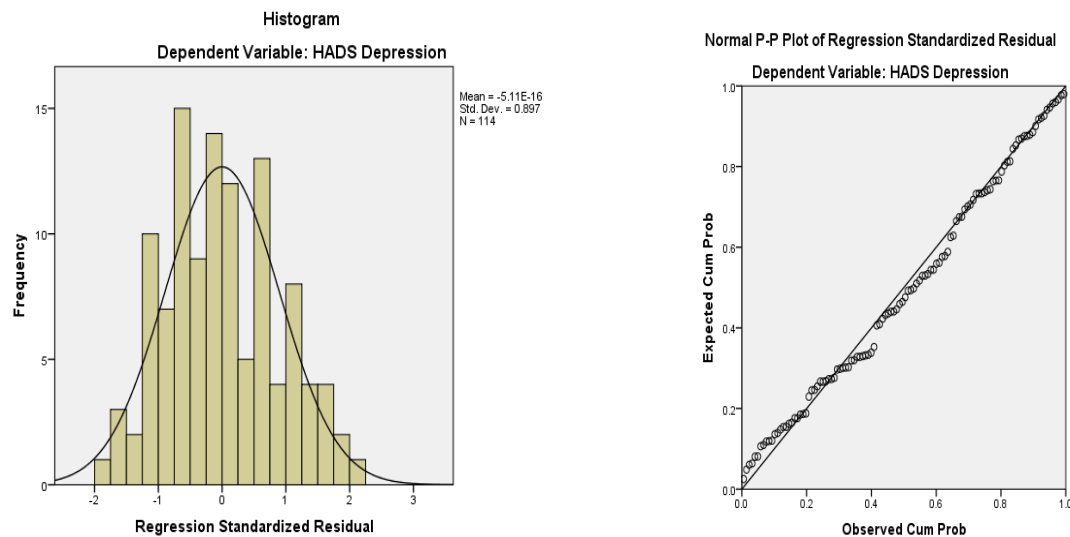 Histogram
Dependent Variable: HADS Depression
Mean = -5.11E-16
Std. Dev. = 0.897
N = 114
15
10
5
0
Frequency
-2
-1
0
1
2
3
Regression Standardized Residual
Normal P-P Plot of Regression Standardized Residual
Dependent Variable: HADS Depression
1.0
0.8
0.6
0.4
0.2
0.0
Expected Cum Prob
0.0
0.2
0.4
0.6
0.8
1.0
Observed Cum Prob